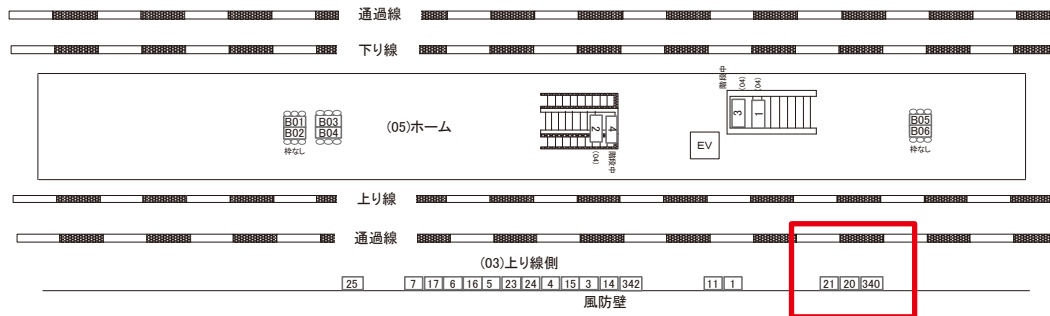 通過線
下り線
階段中
(04)
(04)
3
1
B01
B02
枠なし
B03
B04
(05)ホーム
2
4
(04)
階段中
EV
B05
B06
枠なし
上り線
通過線
(03)上り線側
25 7 17 6 16 5 23 24 4 15 3 14 342 11 1 21 20 340
風防壁